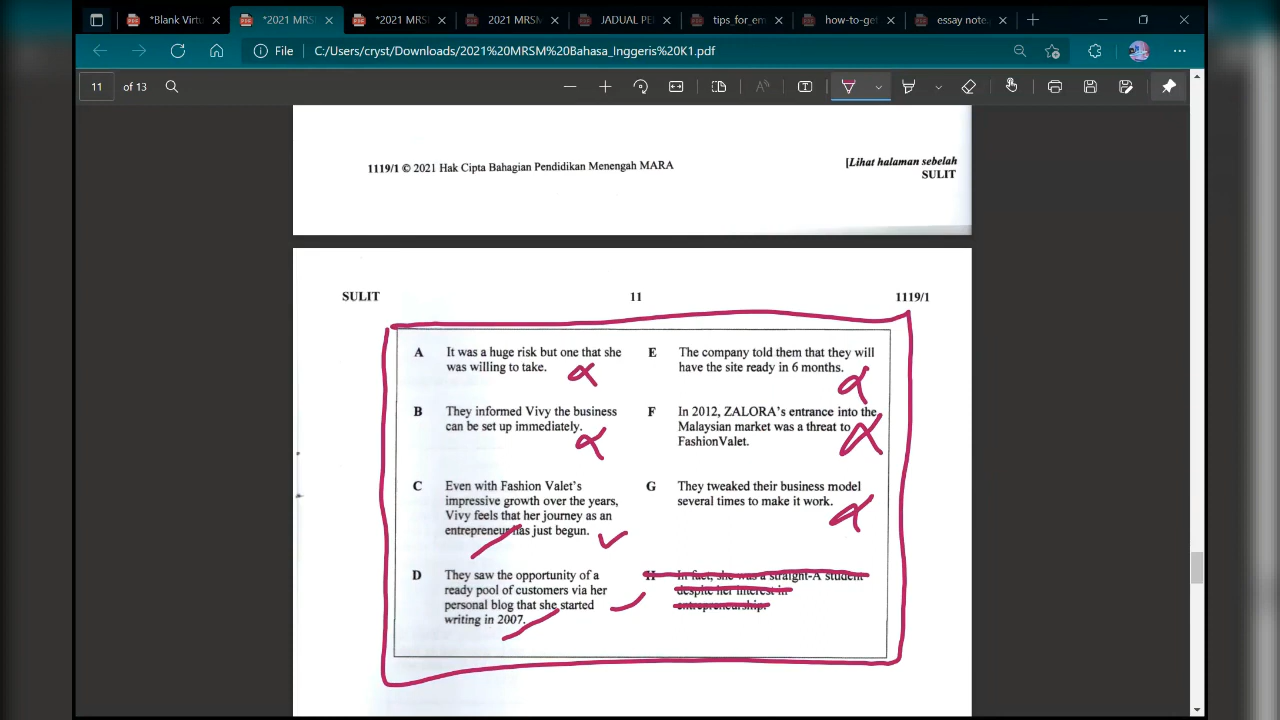 *Blank Virtu
*2021 MRSM
*2021 MRSM
2021 MRSM
JADUAL PE
tips_for_em
how-to-get
essay note.
File
C:/Users/cryst/Downloads/2021%20MRSM%20Bahasa_Inggeris%20K1.pdf
11 of 13
1119/1 © 2021 Hak Cipta Bahagian Pendidikan Menengah MARA
[Lihat halaman sebelah
SULIT
SULIT
11
1119/1
A It was a huge risk but one that she
was willing to take.
B They informed Vivy the business
can be set up immediately.
C Even with Fashion Valet's
impressive growth over the years,
Vivy feels that her journey as an
entrepreneur has just begun.
D They saw the opportunity of a
ready pool of customers via her
personal blog that she started
writing in 2007.
E The company told them that they will
have the site ready in 6 months.
F In 2012, ZALORA's entrance into the
Malaysian market was a threat to
FashionValet.
G They tweaked their business model
several times to make it work.
H In fact, she was a straight-A student
despite her interest in
entrepreneurship.